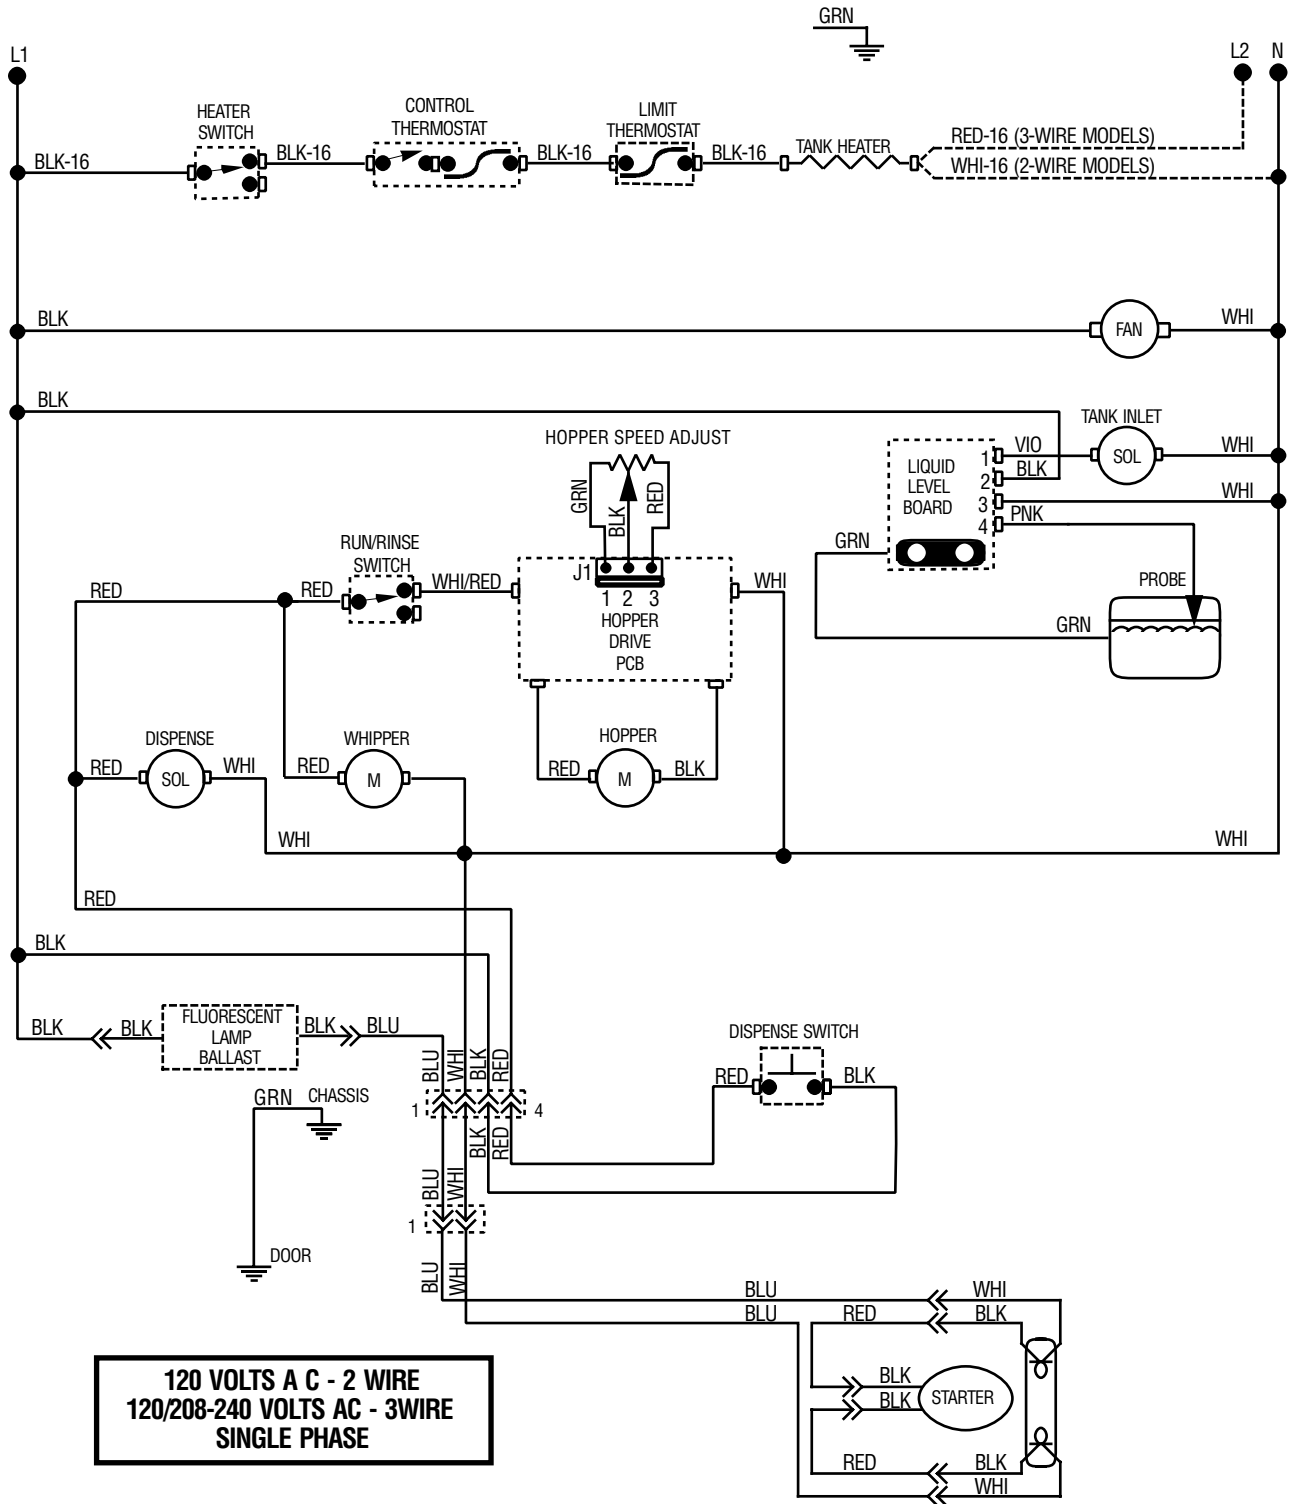 GRN
L1
L2
N
HEATER
SWITCH
CONTROL
THERMOSTAT
LIMIT
THERMOSTAT
TANK HEATER
BLK-16
BLK-16
BLK-16
BLK-16
RED-16 (3-WIRE MODELS)
WHI-16 (2-WIRE MODELS)
BLK
FAN
WHI
BLK
HOPPER SPEED ADJUST
TANK INLET
LIQUID
LEVEL
BOARD
1
2
3
4
VIO
BLK
SOL
WHI
WHI
PNK
GRN
PROBE
GRN
GRN
BLK
RED
RUN/RINSE
SWITCH
RED
RED
WHI/RED
J1
1 2 3
HOPPER
DRIVE
PCB
WHI
DISPENSE
RED
SOL
WHI
WHIPPER
RED
M
HOPPER
RED
M
BLK
WHI
WHI
RED
BLK
BLK
BLK
FLUORESCENT
LAMP
BALLAST
BLK
BLU
BLU
WHI
BLK
RED
DISPENSE SWITCH
RED
BLK
1
4
GRN
CHASSIS
BLK
RED
BLU
WHI
1
DOOR
BLU
WHI
BLU
WHI
BLU
RED
BLK
BLK
BLK
STARTER
RED
BLK
WHI
120 VOLTS A C - 2 WIRE
120/208-240 VOLTS AC - 3WIRE
SINGLE PHASE